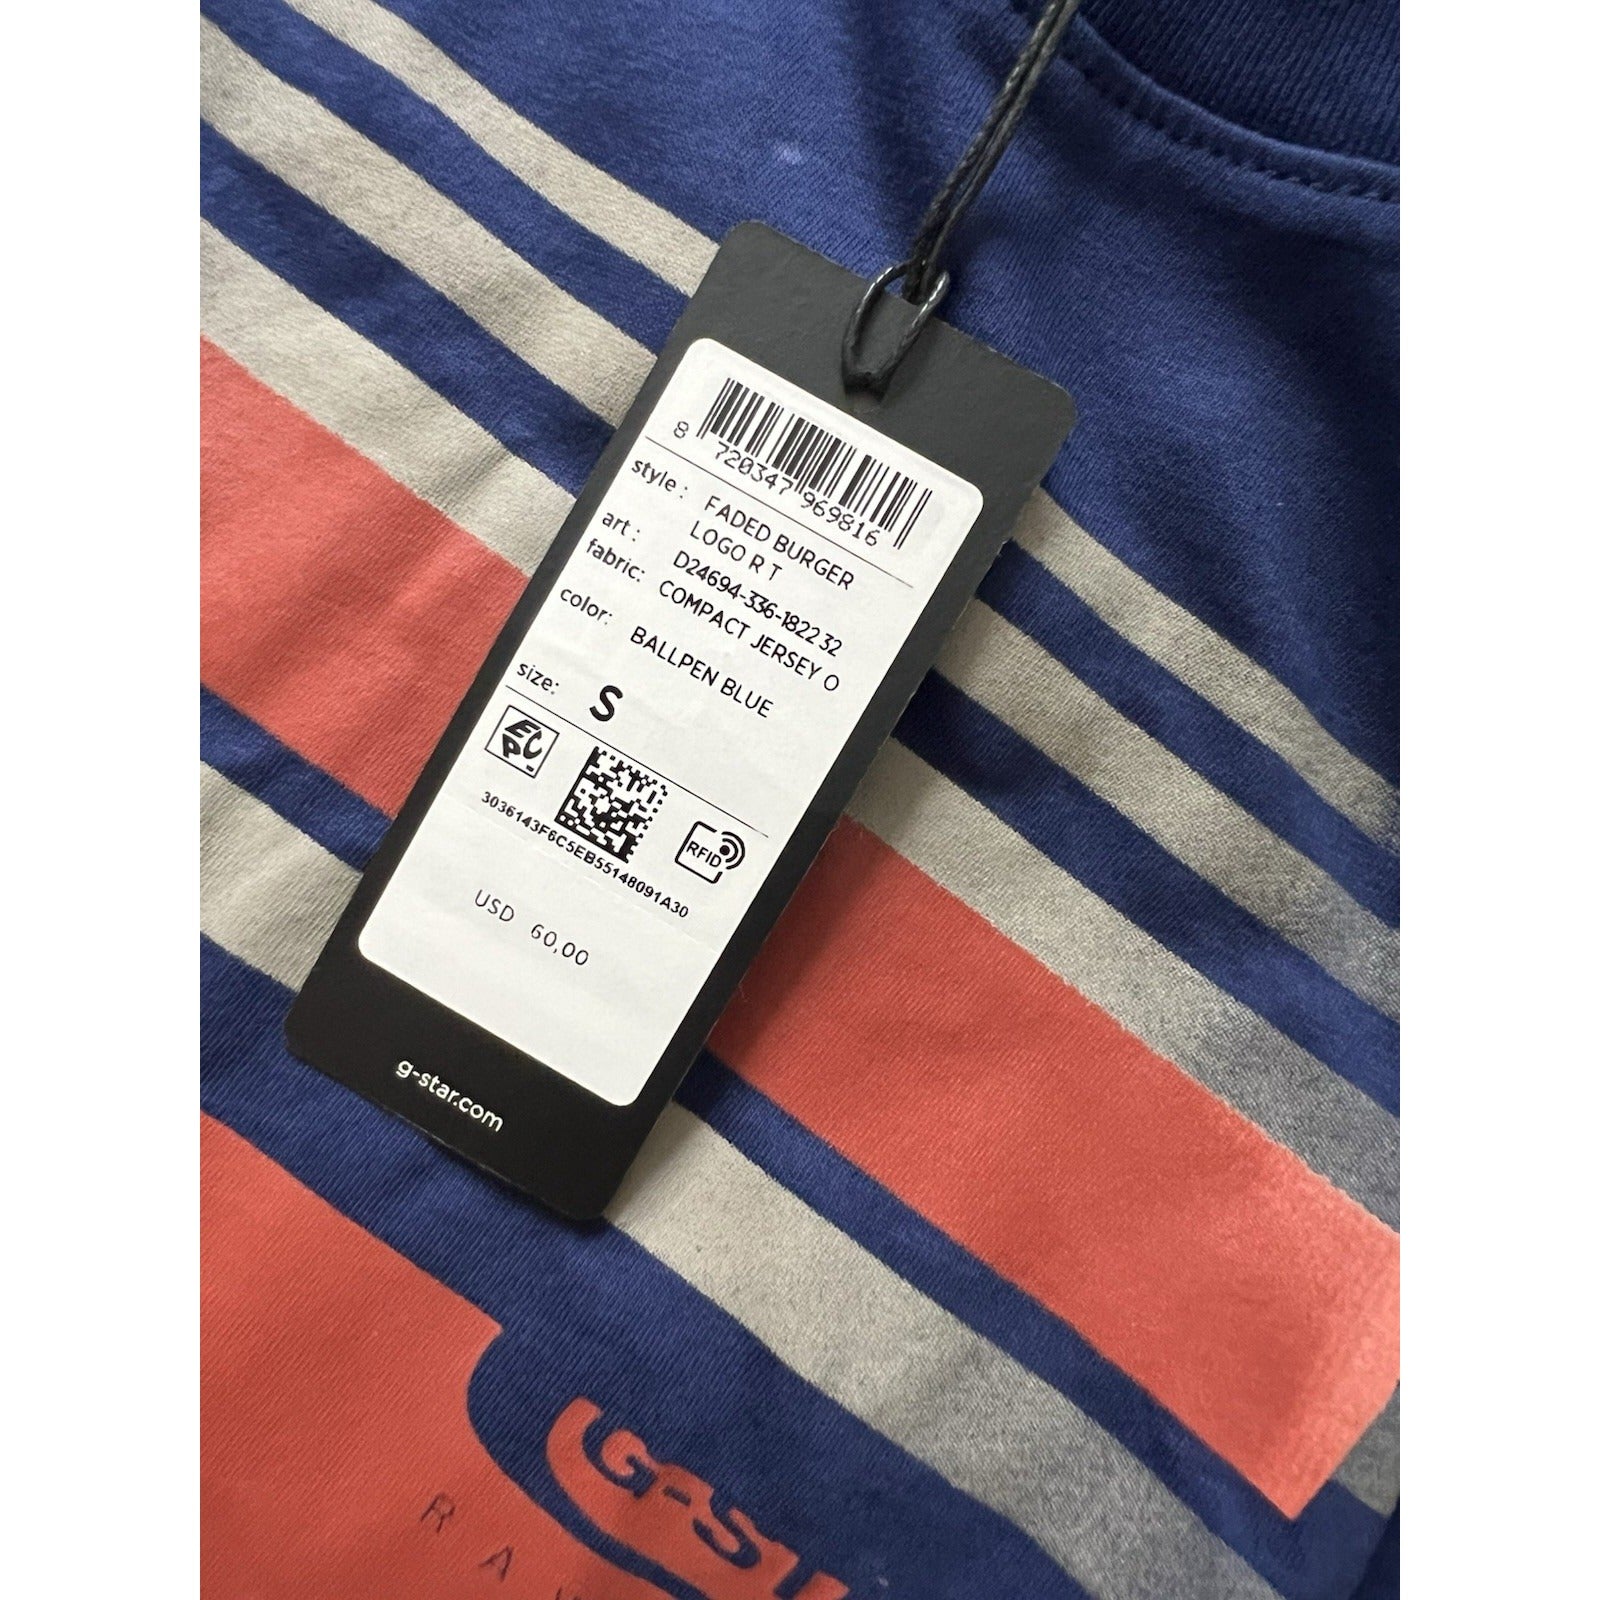 8 720347 969816
style: FADED BURGER
LOGO R T
art: D24694-336-1822 32
fabric: COMPACT JERSEY O
color: BALLPEN BLUE
size: S
EPC
RFID
3036143F6C5EB55148091A30
USD 60,00
g-star.com
G-ST
RAW